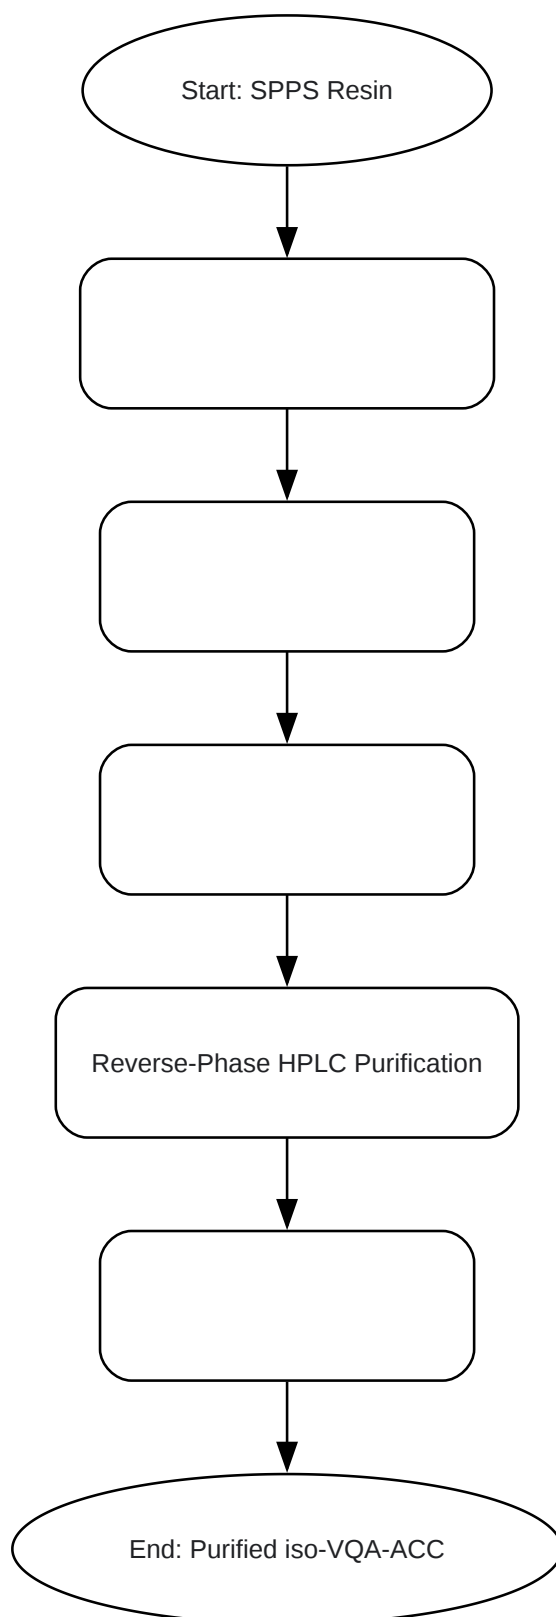 Start: SPPS Resin
Reverse-Phase HPLC Purification
End: Purified iso-VQA-ACC